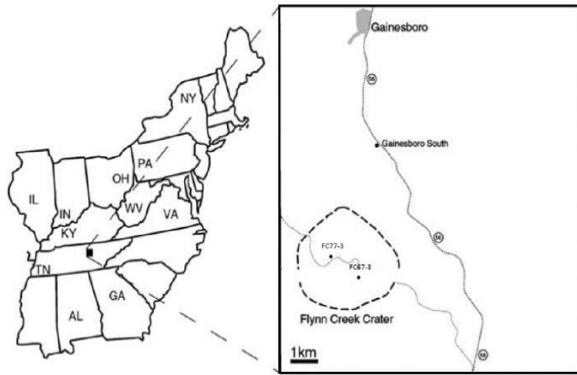 NY
PA
OH
IL
IN
WV
VA
KY
TN
AL
GA
Gainesboro
56
Gainesboro South
56
FC77-3
FC67-3
Flynn Creek Crater
1km
56